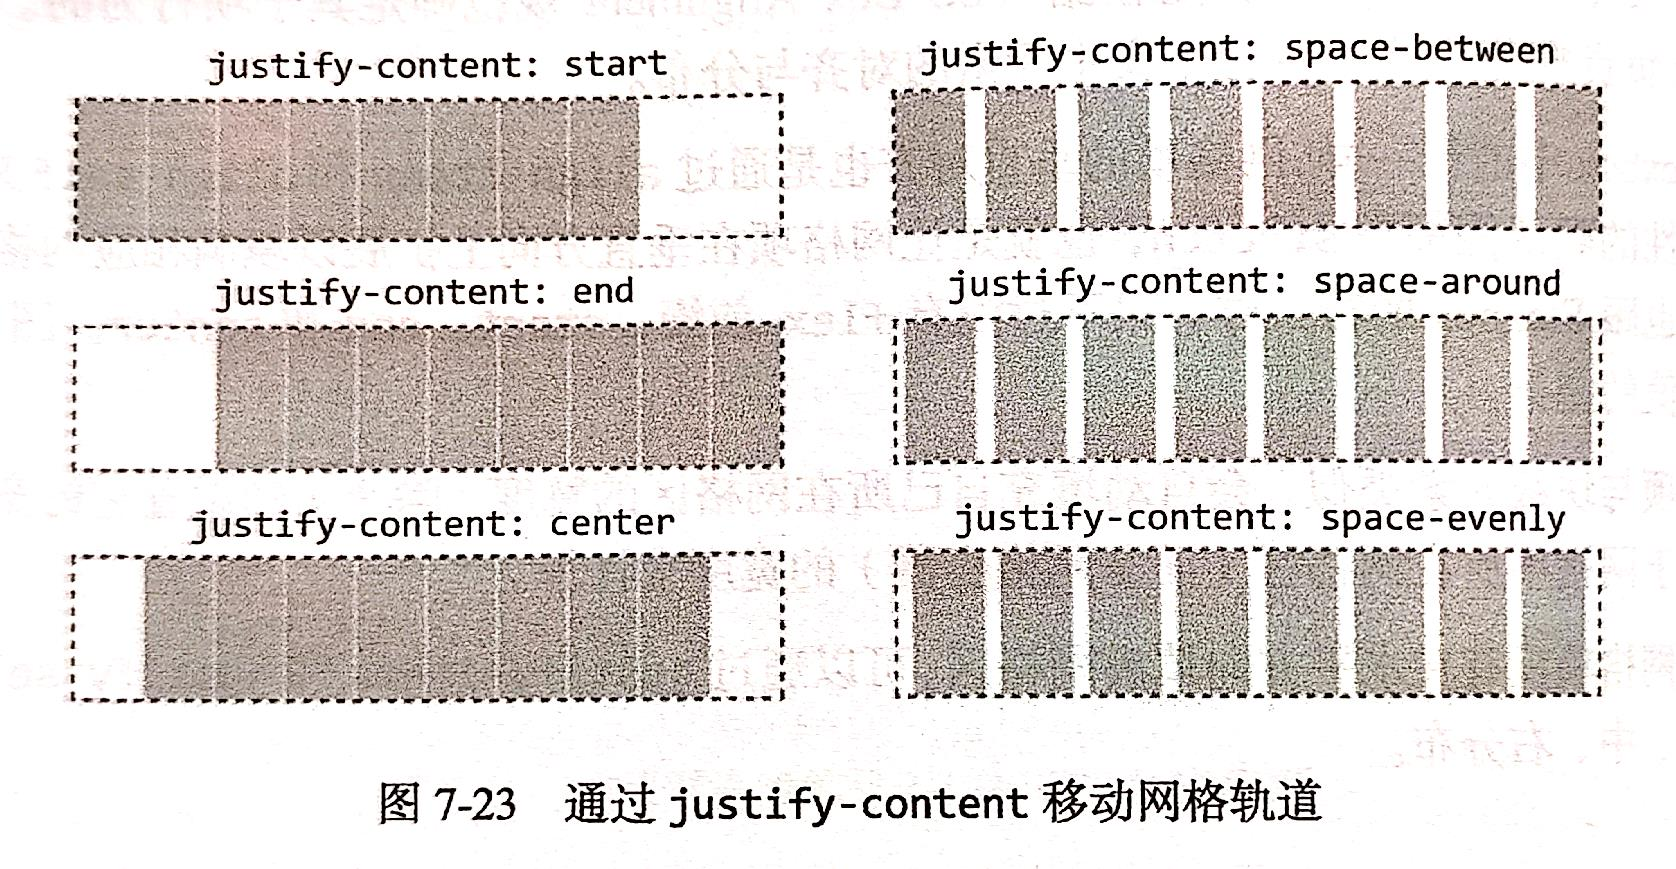 justify-content: start
justify-content: space-between
justify-content: end
justify-content: space-around
justify-content: center
justify-content: space-evenly
图 7-23 通过 justify-content 移动网格轨道